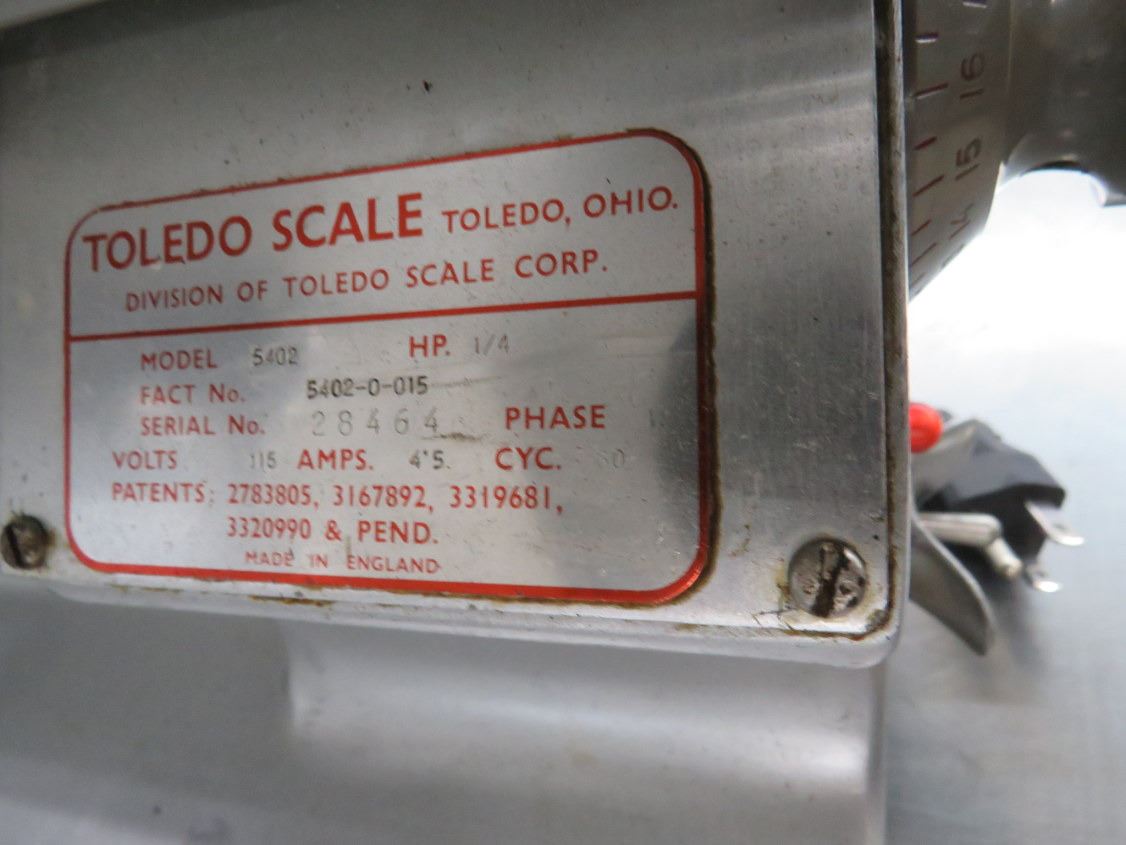 TOLEDO SCALE TOLEDO, OHIO.
DIVISION OF TOLEDO SCALE CORP.
MODEL 5402 HP. 1/4
FACT No. 5402-0-015
SERIAL No. 28464 PHASE
VOLTS 115 AMPS. 4'5. CYC. 60
PATENTS; 2783805, 3167892, 3319681,
3320990 & PEND.
MADE IN ENGLAND
16
15
14